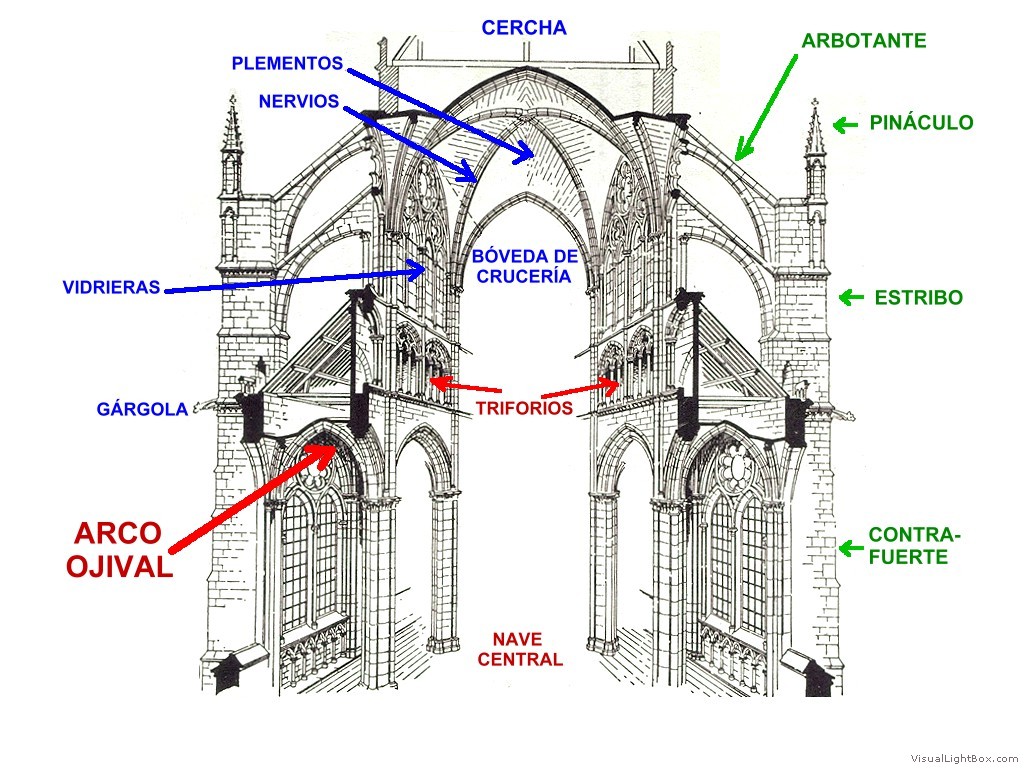 CERCHA
ARBOTANTE
PLEMENTOS
NERVIOS
PINÁCULO
BÓVEDA DE
CRUCERÍA
VIDRIERAS
ESTRIBO
GÁRGOLA
TRIFORIOS
ARCO
OJIVAL
CONTRA-
FUERTE
NAVE
CENTRAL
VisualLightBox.com